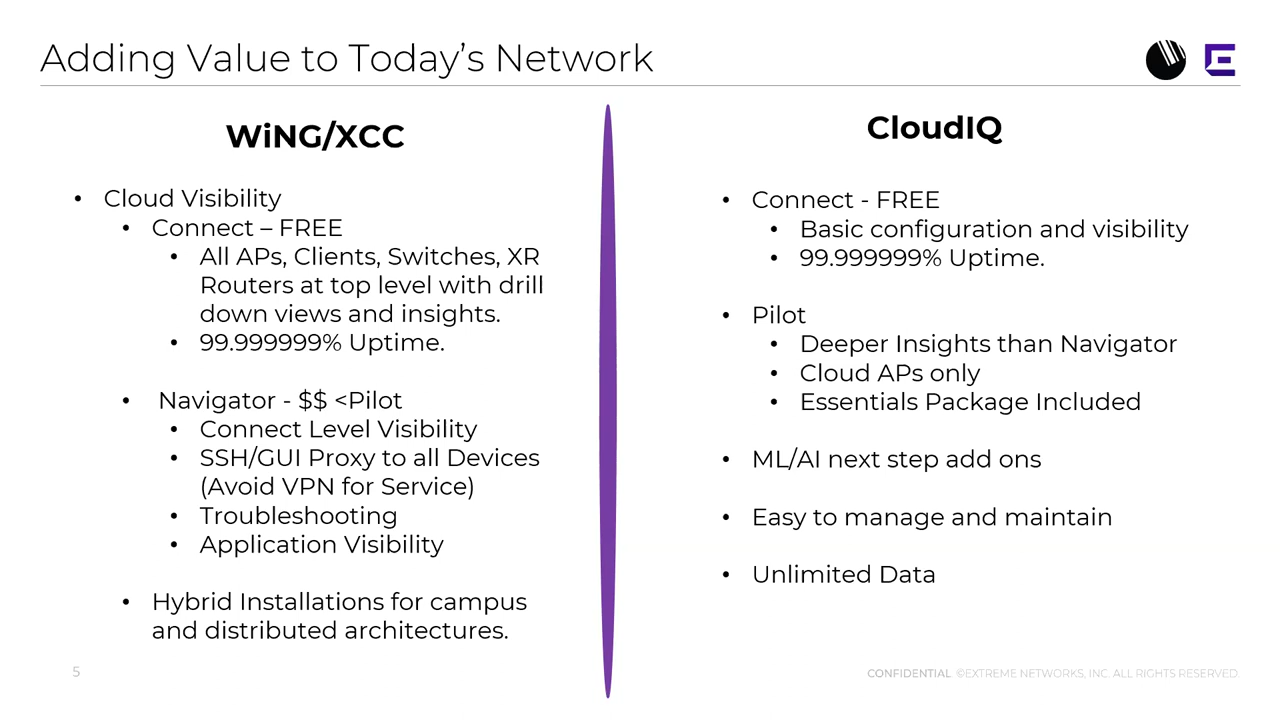 Adding Value to Today’s Network
WiNG/XCC
• Cloud Visibility
• Connect – FREE
• All APs, Clients, Switches, XR
Routers at top level with drill
down views and insights.
• 99.999999% Uptime.
• Navigator - $$ <Pilot
• Connect Level Visibility
• SSH/GUI Proxy to all Devices
(Avoid VPN for Service)
• Troubleshooting
• Application Visibility
• Hybrid Installations for campus
and distributed architectures.
CloudIQ
• Connect - FREE
• Basic configuration and visibility
• 99.999999% Uptime.
• Pilot
• Deeper Insights than Navigator
• Cloud APs only
• Essentials Package Included
• ML/AI next step add ons
• Easy to manage and maintain
• Unlimited Data
5
CONFIDENTIAL. ©EXTREME NETWORKS, INC. ALL RIGHTS RESERVED.